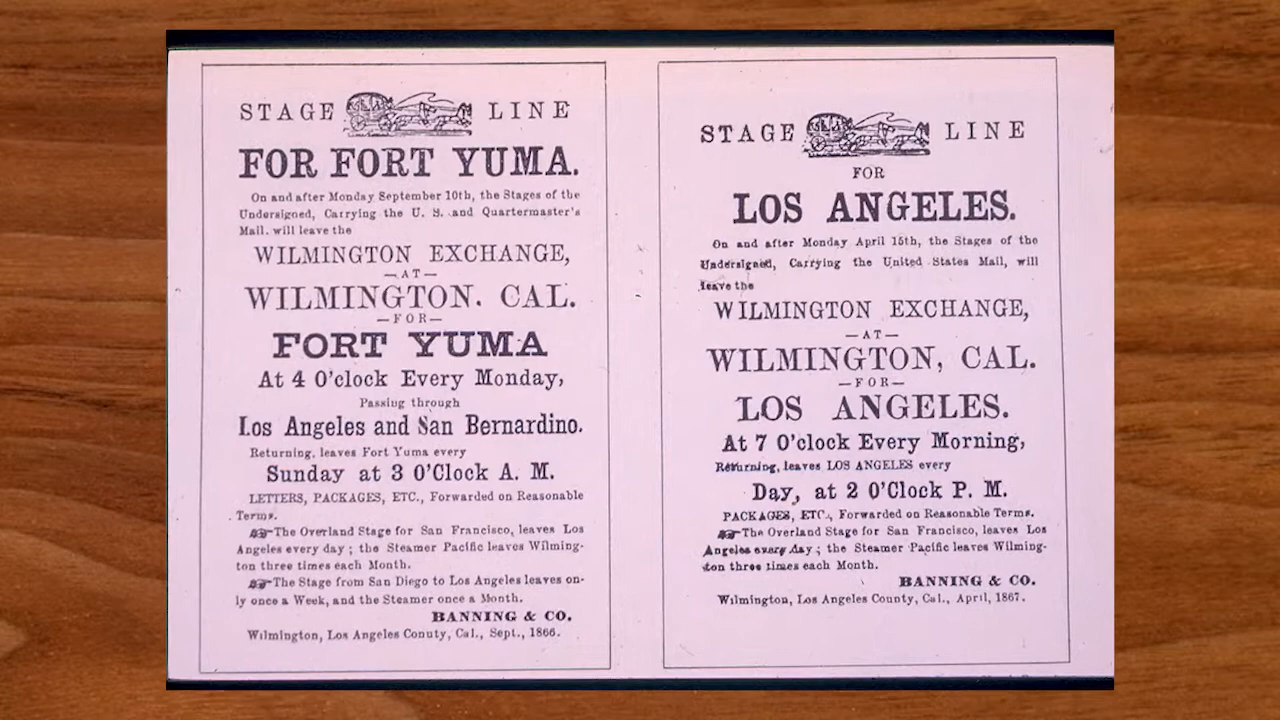 STAGE LINE
FOR FORT YUMA.
On and after Monday September 10th, the Stages of the
Undersigned, Carrying the U. S. and Quartermaster's
Mail. will leave the
WILMINGTON EXCHANGE,
—AT—
WILMINGTON. CAL.
—FOR—
FORT YUMA
At 4 O'clock Every Monday,
Passing through
Los Angeles and San Bernardino.
Returning, leaves Fort Yuma every
Sunday at 3 O'Clock A. M.
LETTERS, PACKAGES, ETC., Forwarded on Reasonable
Terms.
☞The Overland Stage for San Francisco, leaves Los
Angeles every day ; the Steamer Pacific leaves Wilming-
ton three times each Month.
☞The Stage from San Diego to Los Angeles leaves on-
ly once a Week, and the Steamer once a Month.
BANNING & CO.
Wilmington, Los Angeles Conuty, Cal., Sept., 1866.
STAGE LINE
FOR
LOS ANGELES.
On and after Monday April 15th, the Stages of the
Undersigned, Carrying the United States Mail, will
leave the
WILMINGTON EXCHANGE,
—AT—
WILMINGTON, CAL.
—FOR—
LOS ANGELES.
At 7 O'clock Every Morning,
Returning, leaves LOS ANGELES every
Day, at 2 O'Clock P. M.
PACKAGES, ETC., Forwarded on Reasonable Terms.
☞The Overland Stage for San Francisco, leaves Los
Angeles every day ; the Steamer Pacific leaves Wilming-
ton three times each Month.
BANNING & CO.
Wilmington, Los Angeles County, Cal., April, 1867.